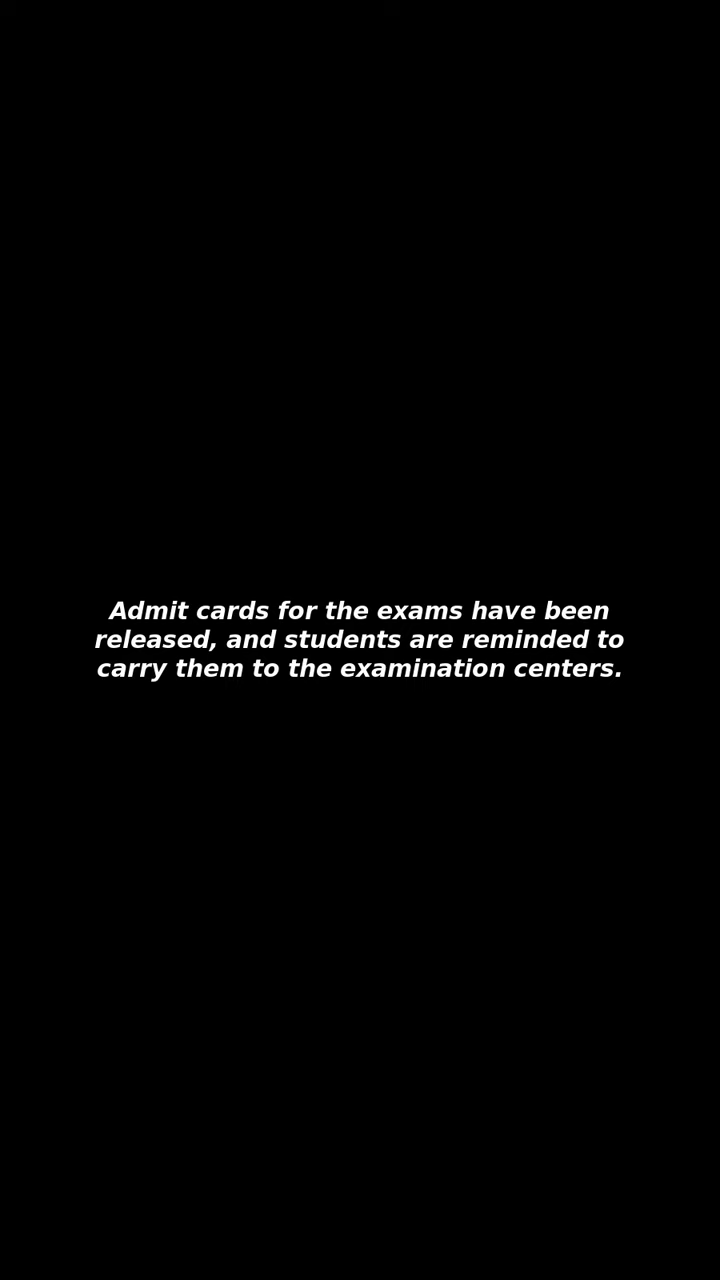 Admit cards for the exams have been
released, and students are reminded to
carry them to the examination centers.